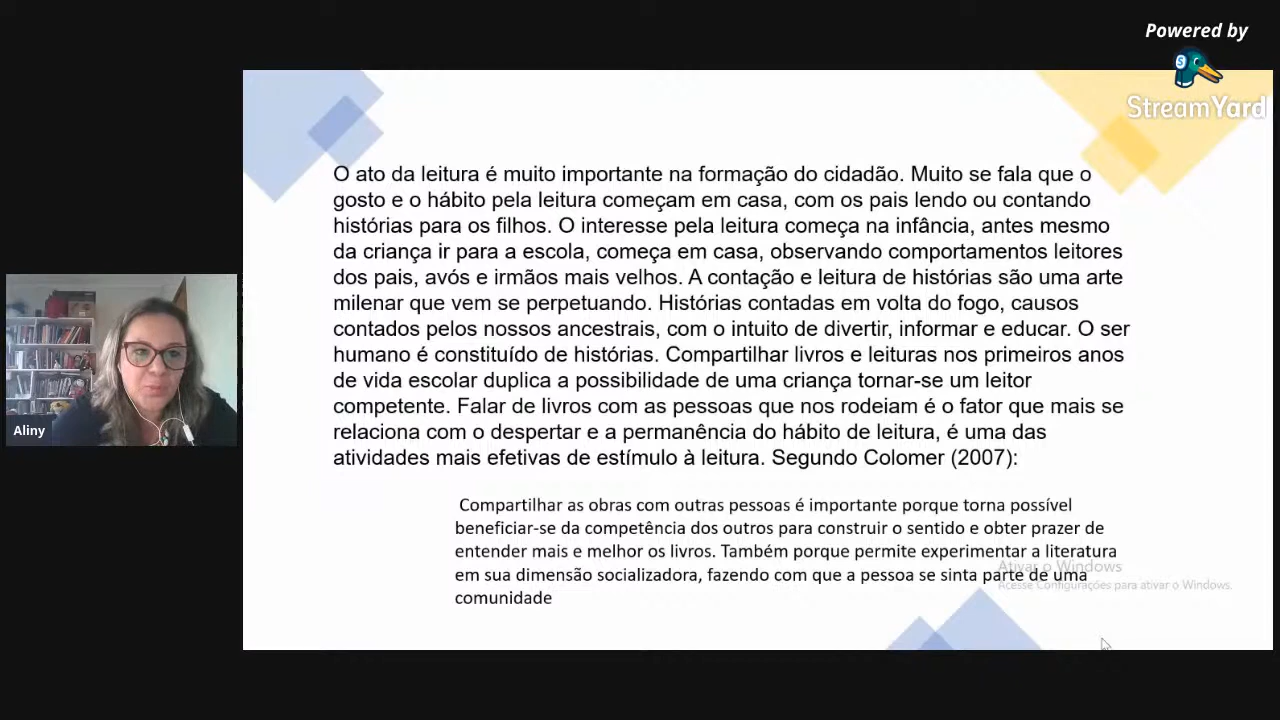 Powered by
StreamYard
O ato da leitura é muito importante na formação do cidadão. Muito se fala que o
gosto e o hábito pela leitura começam em casa, com os pais lendo ou contando
histórias para os filhos. O interesse pela leitura começa na infância, antes mesmo
da criança ir para a escola, começa em casa, observando comportamentos leitores
dos pais, avós e irmãos mais velhos. A contação e leitura de histórias são uma arte
milenar que vem se perpetuando. Histórias contadas em volta do fogo, causos
contados pelos nossos ancestrais, com o intuito de divertir, informar e educar. O ser
humano é constituído de histórias. Compartilhar livros e leituras nos primeiros anos
de vida escolar duplica a possibilidade de uma criança tornar-se um leitor
competente. Falar de livros com as pessoas que nos rodeiam é o fator que mais se
relaciona com o despertar e a permanência do hábito de leitura, é uma das
atividades mais efetivas de estímulo à leitura. Segundo Colomer (2007):
Compartilhar as obras com outras pessoas é importante porque torna possível
beneficiar-se da competência dos outros para construir o sentido e obter prazer de
entender mais e melhor os livros. Também porque permite experimentar a literatura
em sua dimensão socializadora, fazendo com que a pessoa se sinta parte de uma
comunidade
Ativar o Windows
Acesse Configurações para ativar o Windows.
Aliny